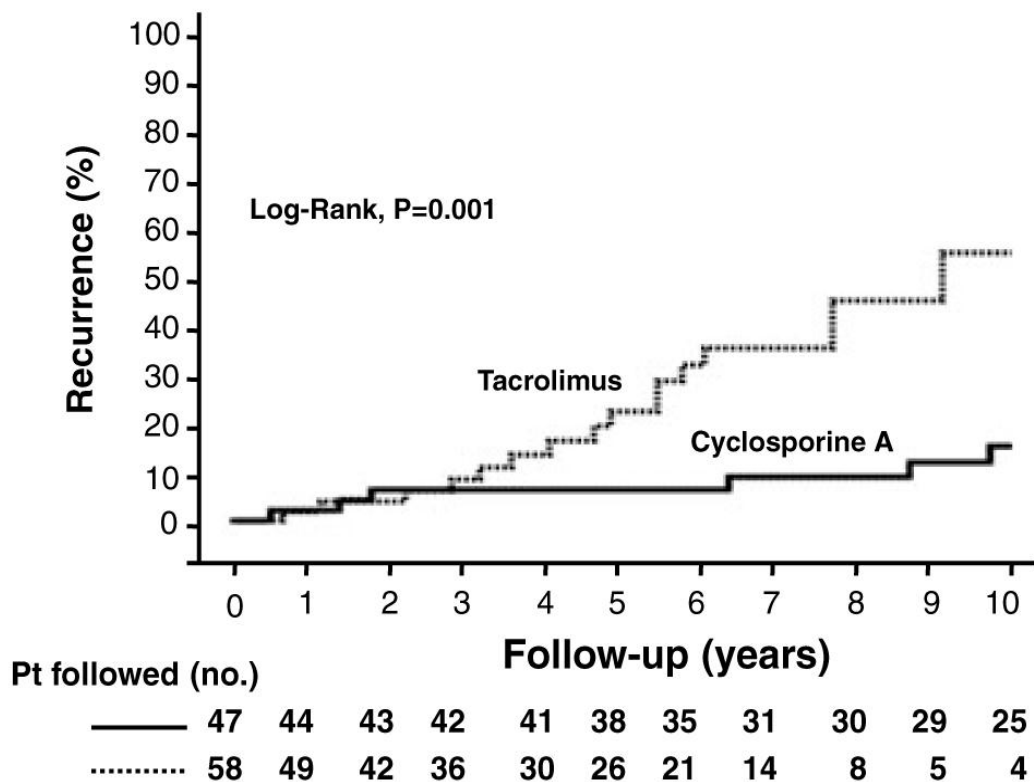 100
90
80
70
60
50
40
30
20
10
0
Recurrence (%)
Log-Rank, P=0.001
Tacrolimus
Cyclosporine A
0 1 2 3 4 5 6 7 8 9 10
Follow-up (years)
Pt followed (no.)
47 44 43 42 41 38 35 31 30 29 25
58 49 42 36 30 26 21 14 8 5 4